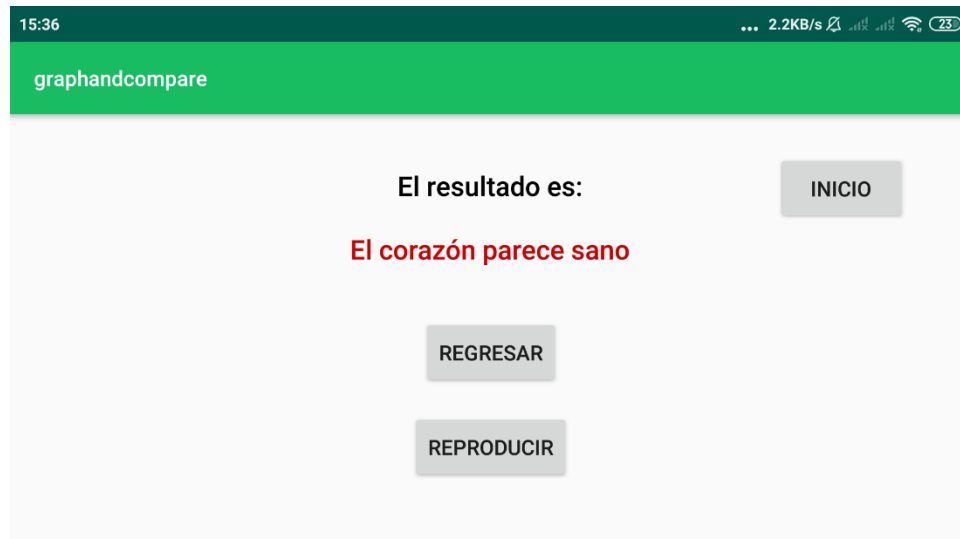 15:36 ... 2.2KB/s 23
graphandcompare
El resultado es: INICIO
El corazón parece sano
REGRESAR
REPRODUCIR